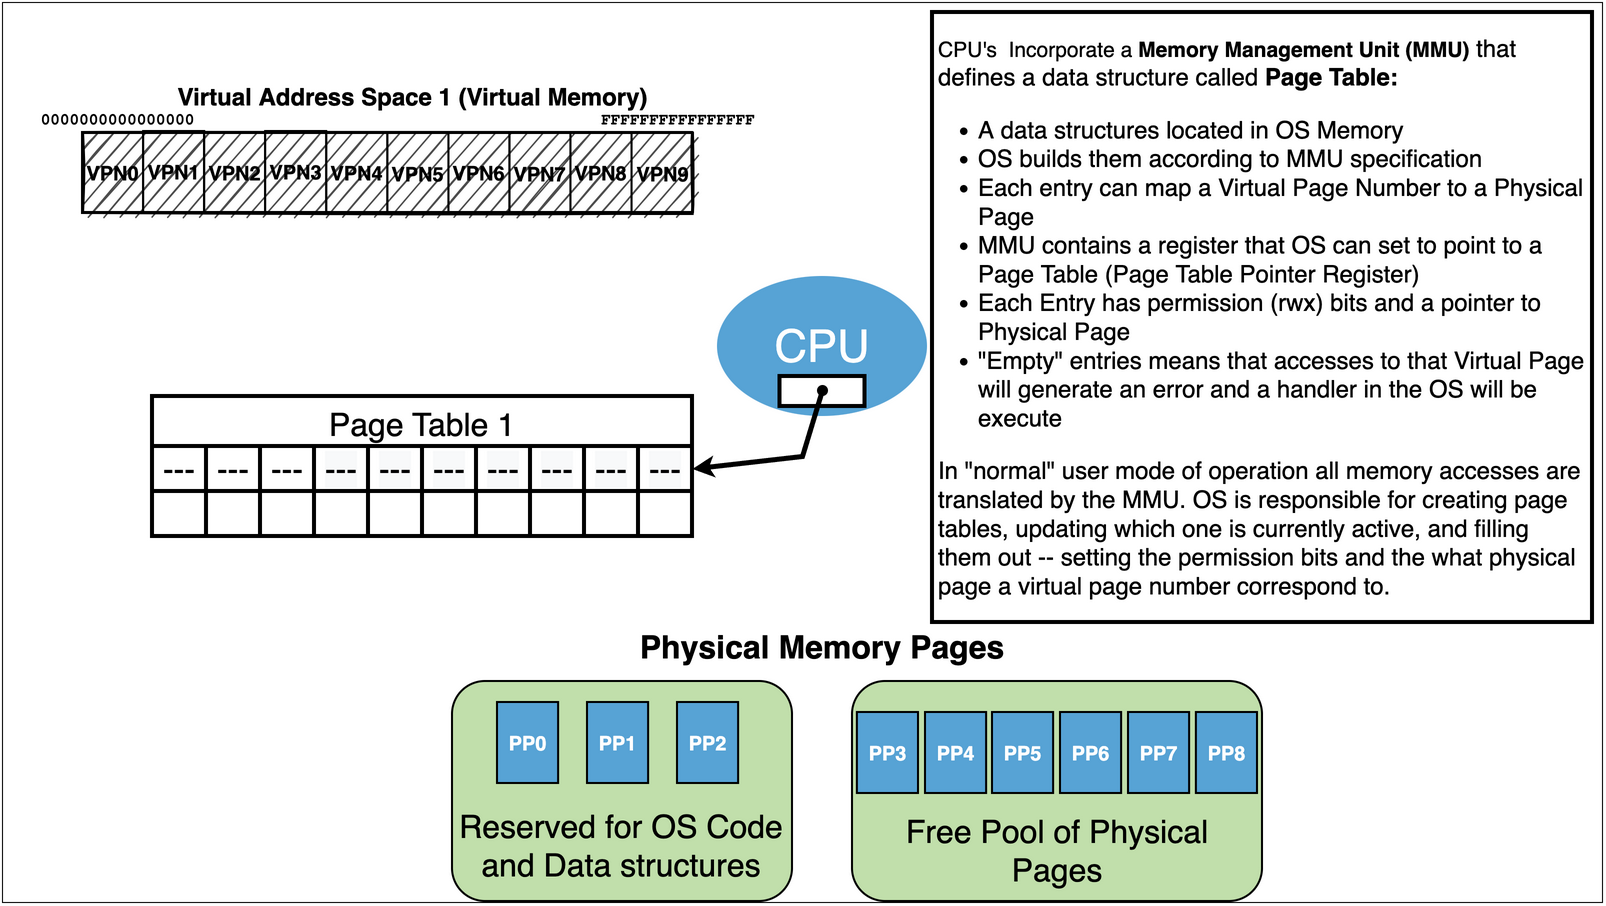 Virtual Address Space 1 (Virtual Memory)
0000000000000000 FFFFFFFFFFFFFFFF
VPN0 VPN1 VPN2 VPN3 VPN4 VPN5 VPN6 VPN7 VPN8 VPN9
CPU
Page Table 1
--- --- --- --- --- --- --- --- --- ---
CPU's Incorporate a Memory Management Unit (MMU) that
defines a data structure called Page Table:
• A data structures located in OS Memory
• OS builds them according to MMU specification
• Each entry can map a Virtual Page Number to a Physical
Page
• MMU contains a register that OS can set to point to a
Page Table (Page Table Pointer Register)
• Each Entry has permission (rwx) bits and a pointer to
Physical Page
• "Empty" entries means that accesses to that Virtual Page
will generate an error and a handler in the OS will be
execute
In "normal" user mode of operation all memory accesses are
translated by the MMU. OS is responsible for creating page
tables, updating which one is currently active, and filling
them out -- setting the permission bits and the what physical
page a virtual page number correspond to.
Physical Memory Pages
PP0 PP1 PP2
Reserved for OS Code
and Data structures
PP3 PP4 PP5 PP6 PP7 PP8
Free Pool of Physical
Pages